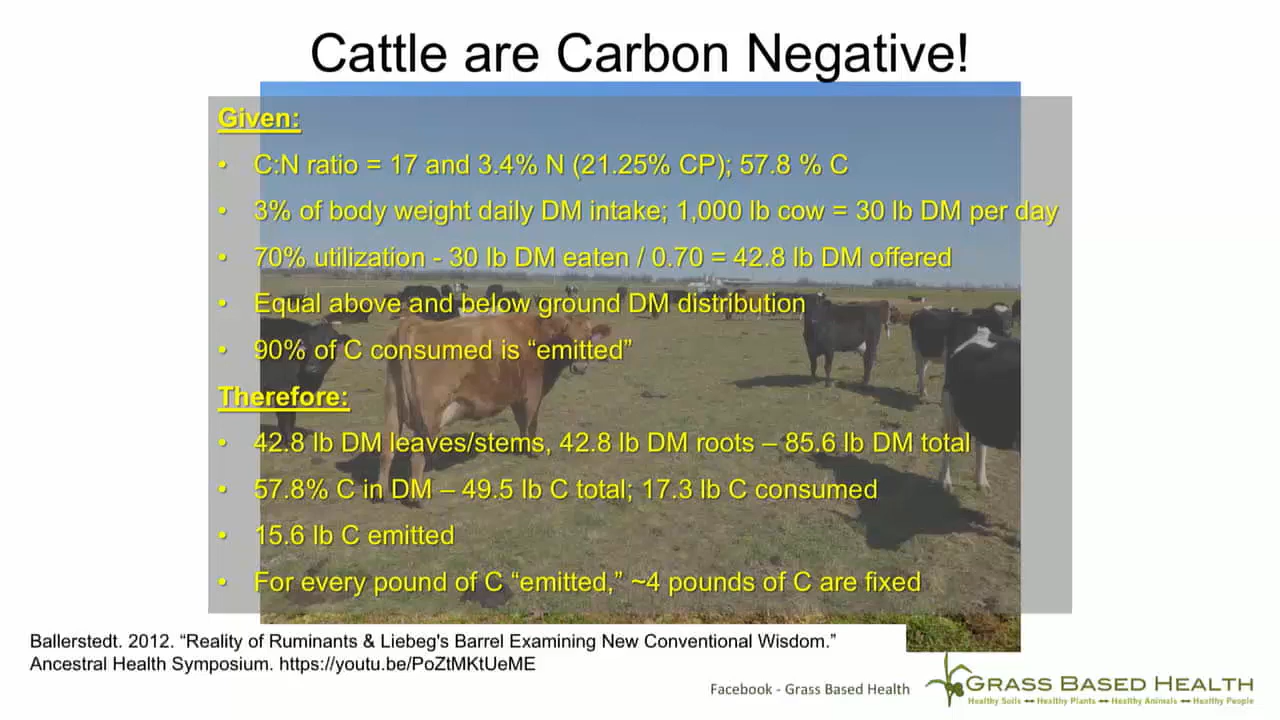 Cattle are Carbon Negative!
Given:
• C:N ratio = 17 and 3.4% N (21.25% CP); 57.8 % C
• 3% of body weight daily DM intake; 1,000 lb cow = 30 lb DM per day
• 70% utilization - 30 lb DM eaten / 0.70 = 42.8 lb DM offered
• Equal above and below ground DM distribution
• 90% of C consumed is “emitted”
Therefore:
• 42.8 lb DM leaves/stems, 42.8 lb DM roots – 85.6 lb DM total
• 57.8% C in DM – 49.5 lb C total; 17.3 lb C consumed
• 15.6 lb C emitted
• For every pound of C “emitted,” ~4 pounds of C are fixed
Ballerstedt. 2012. “Reality of Ruminants & Liebeg's Barrel Examining New Conventional Wisdom.”
Ancestral Health Symposium. https://youtu.be/PoZtMKtUeME
Facebook - Grass Based Health
GRASS BASED HEALTH
Healthy Soils ↔ Healthy Plants ↔ Healthy Animals ↔ Healthy People